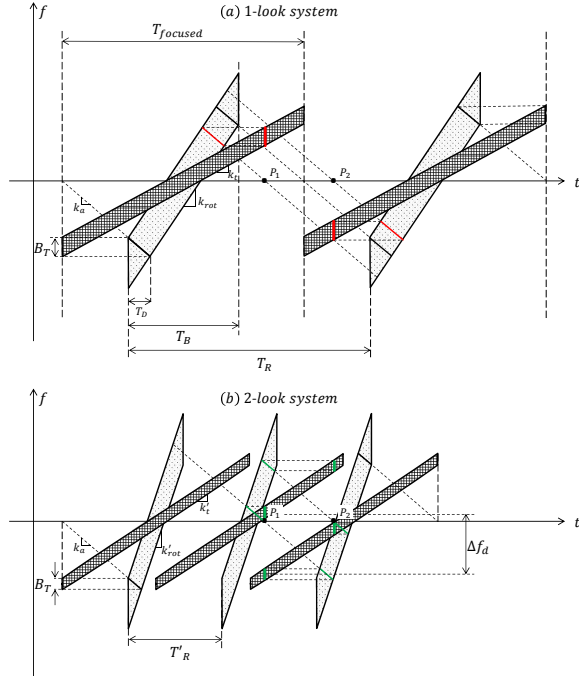 (a) 1-look system
f
T_focused
P_1
P_2
t
k_t
k_a
k_rot
B_T
T_D
T_B
T_R
(b) 2-look system
f
P_1
P_2
t
k'_t
k_a
k'_rot
Δf_d
B_T
T'_R